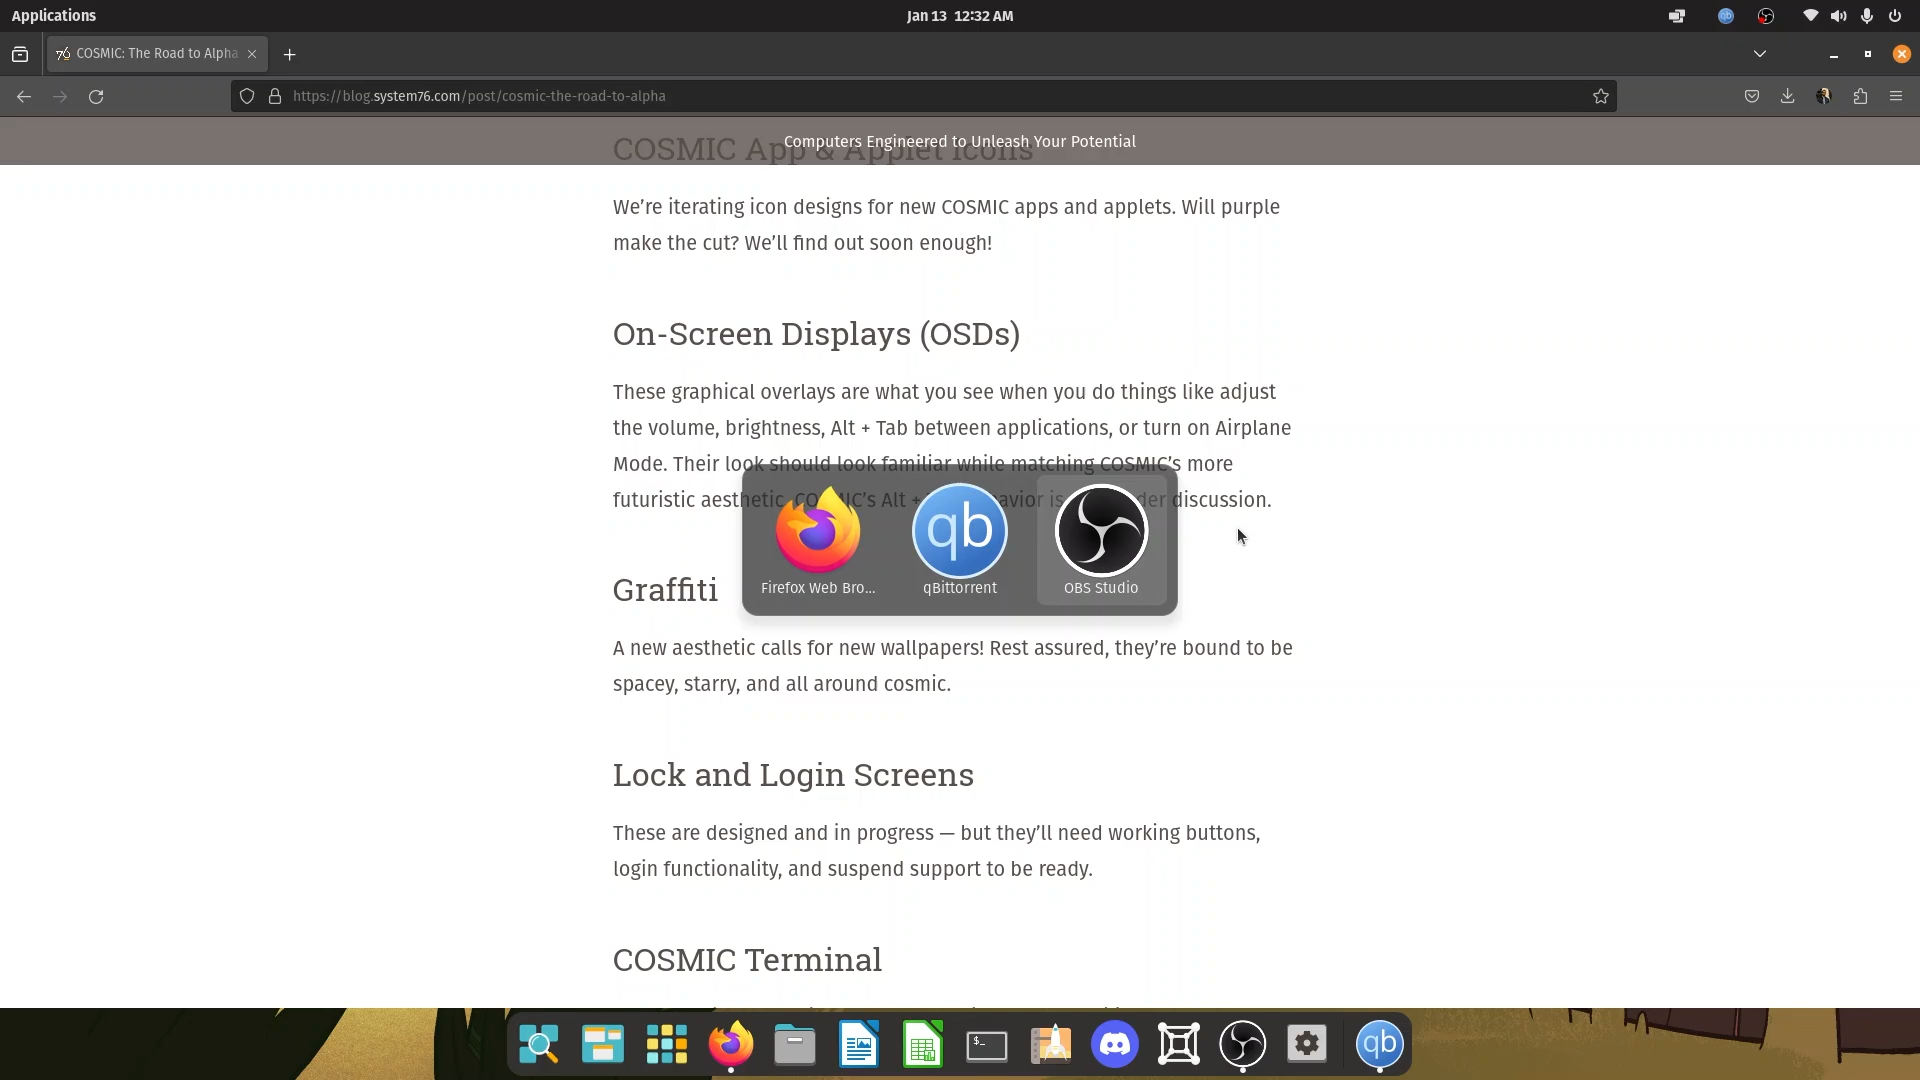 Applications
Jan 13 12:32 AM
COSMIC: The Road to Alpha
https://blog.system76.com/post/cosmic-the-road-to-alpha
Computers Engineered to Unleash Your Potential
COSMIC App & Applet Icons
We’re iterating icon designs for new COSMIC apps and applets. Will purple
make the cut? We’ll find out soon enough!
On-Screen Displays (OSDs)
These graphical overlays are what you see when you do things like adjust
the volume, brightness, Alt + Tab between applications, or turn on Airplane
Mode. Their look should look familiar while matching COSMIC’s more
futuristic aesthetic. COSMIC’s Alt + discussion.
qb
Firefox Web Bro...
qBittorrent
OBS Studio
Graffiti
A new aesthetic calls for new wallpapers! Rest assured, they’re bound to be
spacey, starry, and all around cosmic.
Lock and Login Screens
These are designed and in progress — but they’ll need working buttons,
login functionality, and suspend support to be ready.
COSMIC Terminal
$_
qb